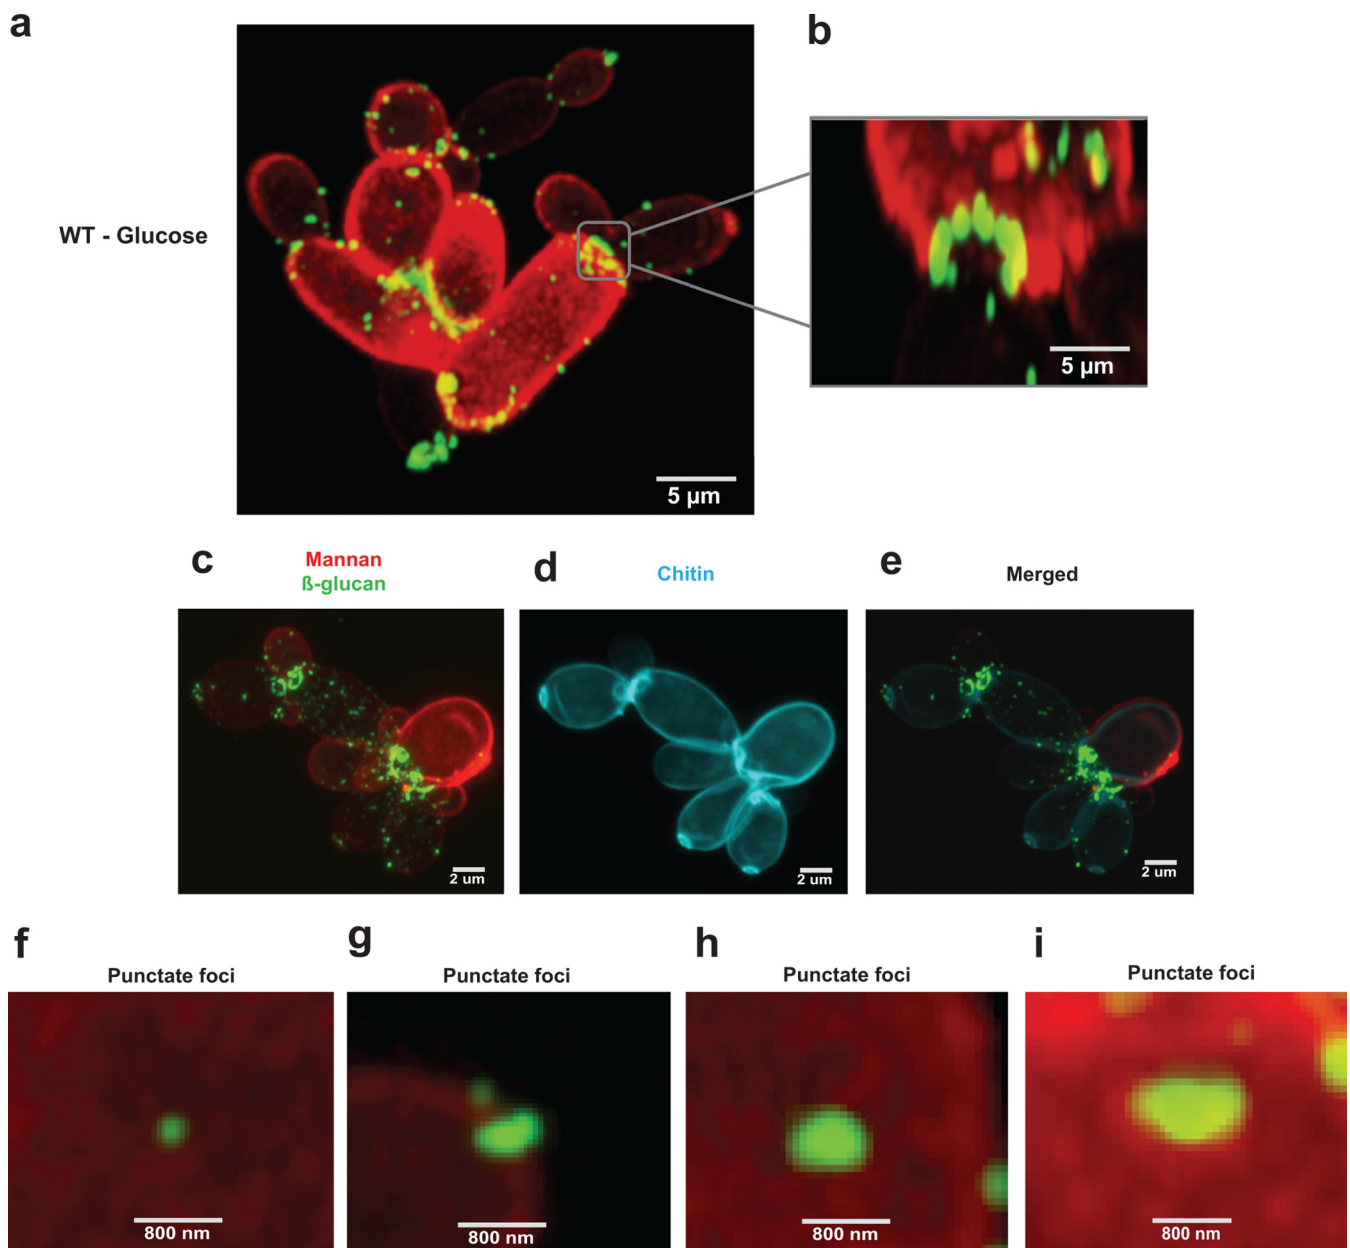 a
b
WT - Glucose
5 µm
5 µm
c
Mannan
ß-glucan
d
Chitin
e
Merged
2 um
2 um
2 um
f
Punctate foci
g
Punctate foci
h
Punctate foci
i
Punctate foci
800 nm
800 nm
800 nm
800 nm